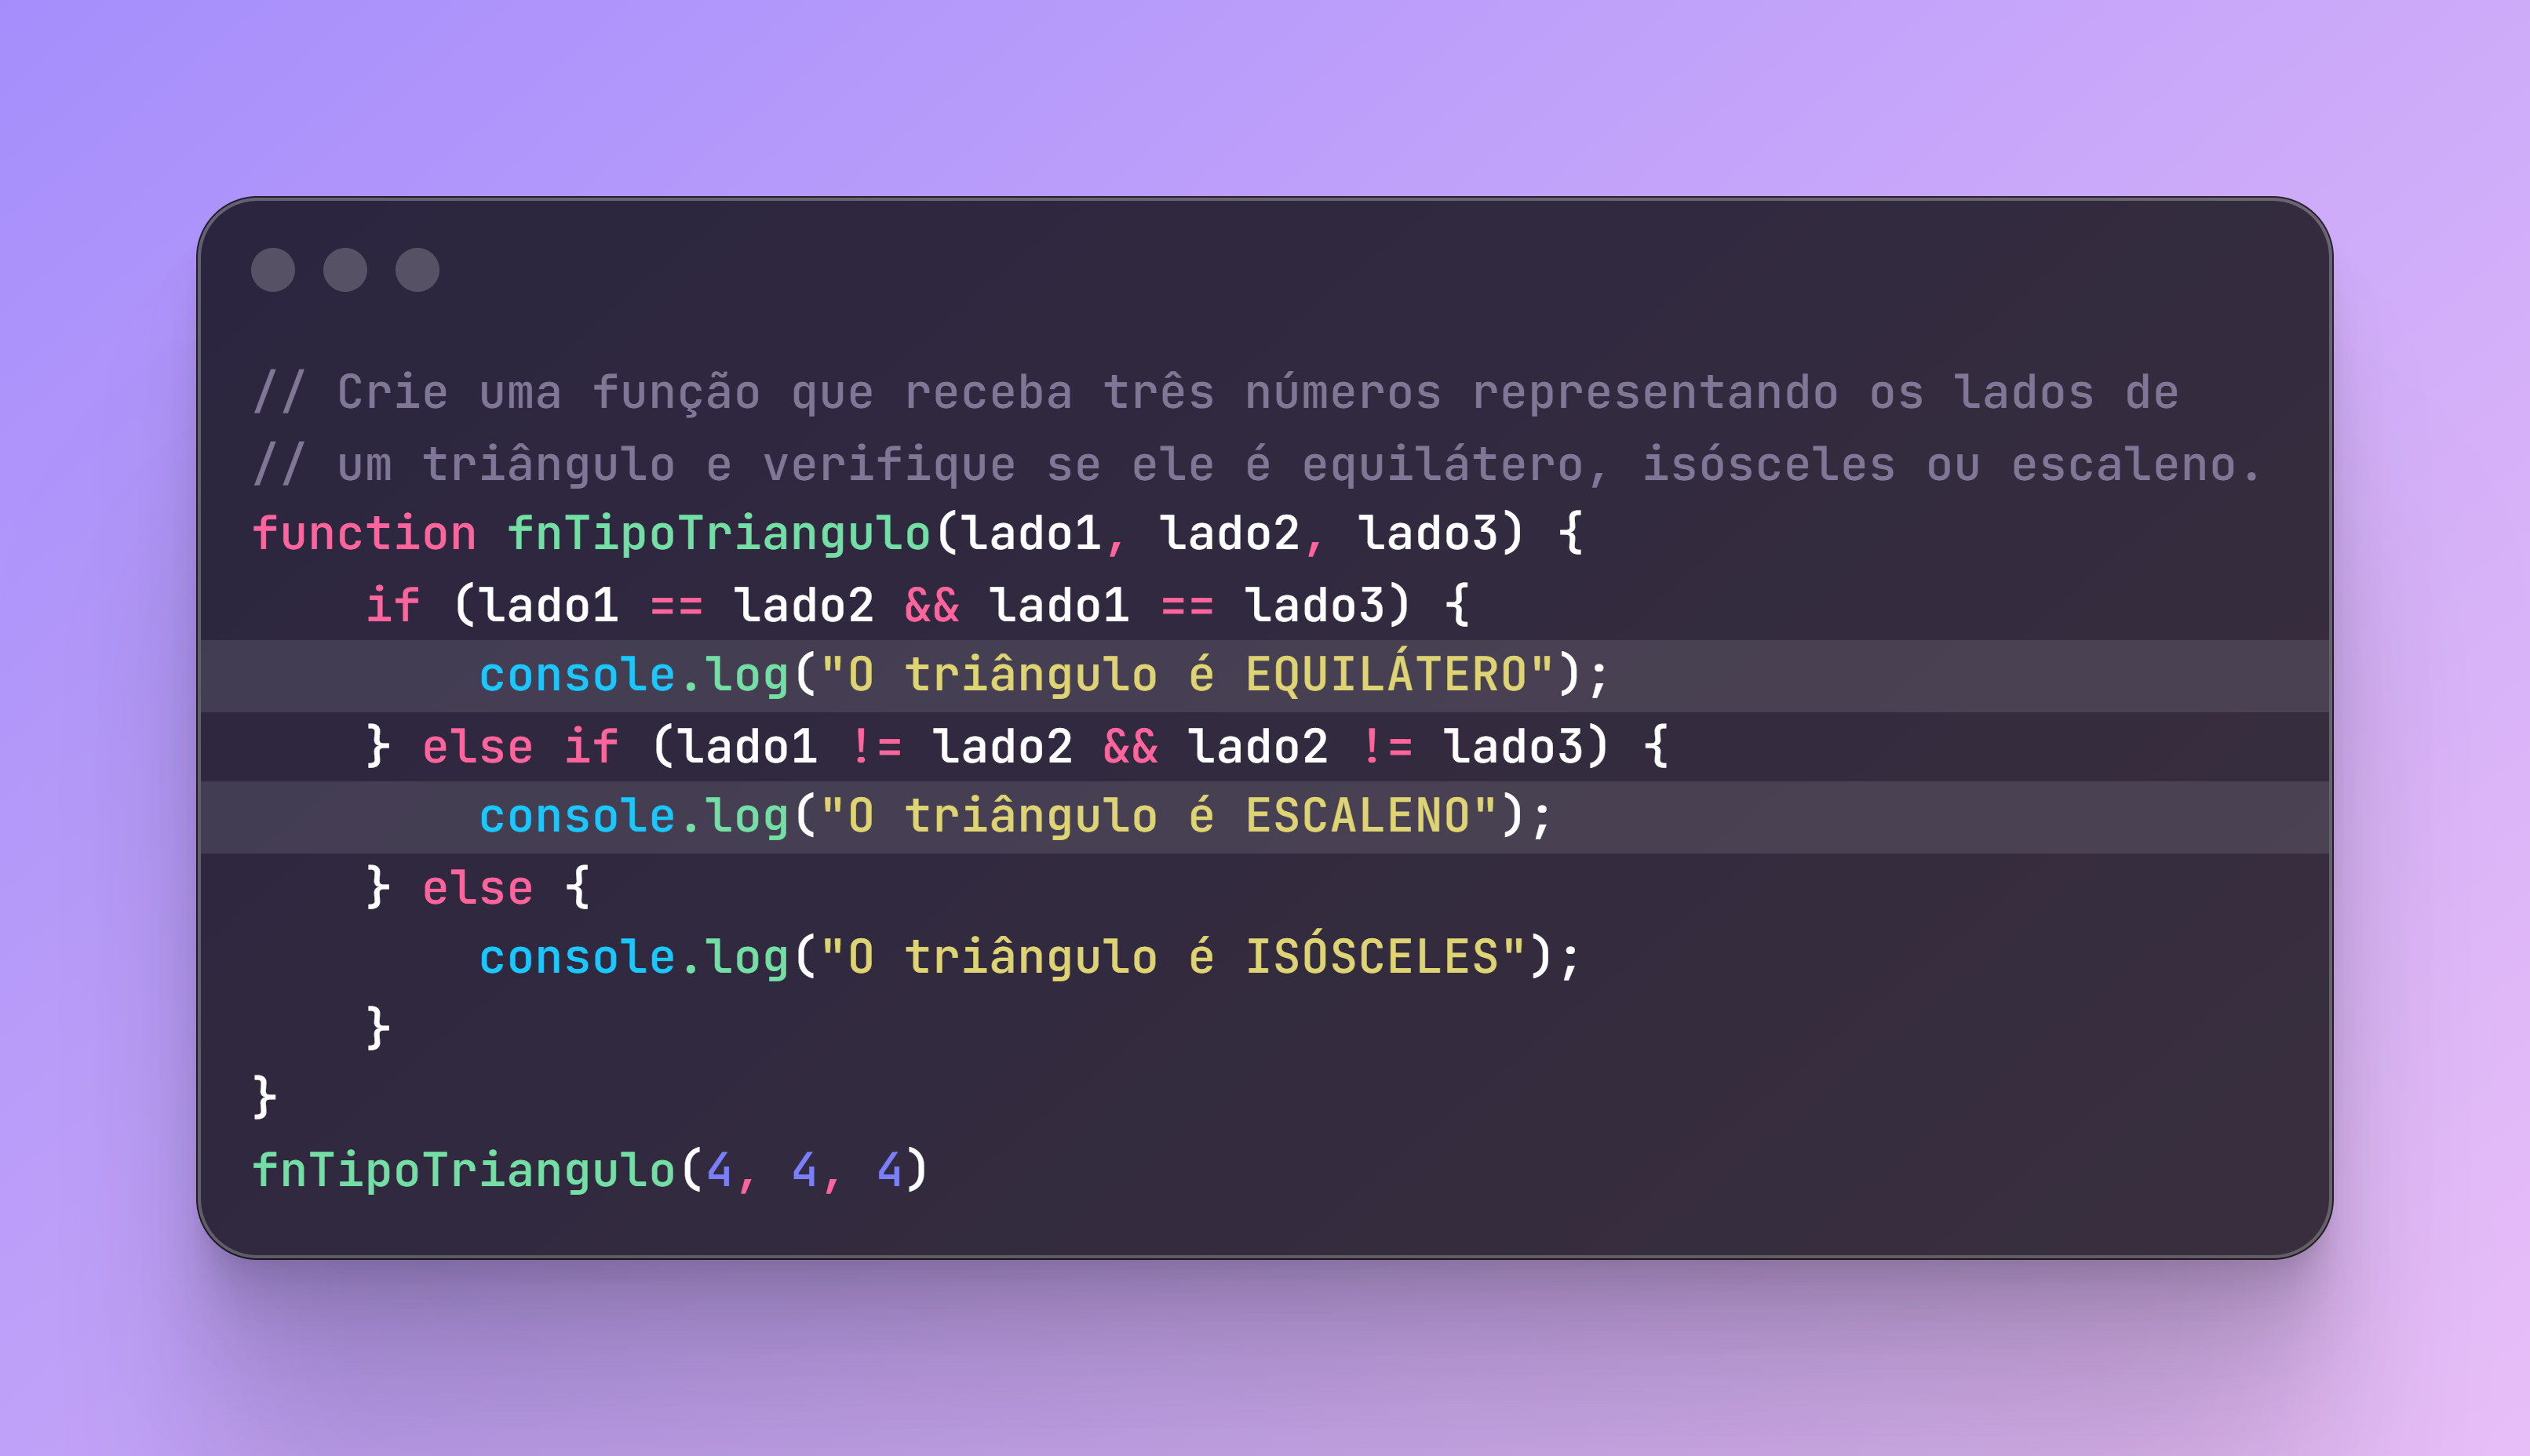 // Crie uma função que receba três números representando os lados de
// um triângulo e verifique se ele é equilátero, isósceles ou escaleno.
function fnTipoTriangulo(lado1, lado2, lado3) {
    if (lado1 == lado2 && lado1 == lado3) {
        console.log("O triângulo é EQUILÁTERO");
    } else if (lado1 != lado2 && lado2 != lado3) {
        console.log("O triângulo é ESCALENO");
    } else {
        console.log("O triângulo é ISÓSCELES");
    }
}
fnTipoTriangulo(4, 4, 4)